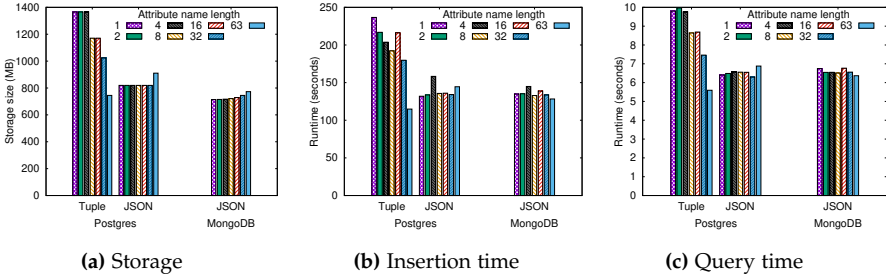 Storage size (MB)
1400
1200
1000
800
600
400
200
0
Attribute name length
1 4 16 63
2 8 32
Tuple JSON JSON
Postgres MongoDB
(a) Storage
Runtime (seconds)
250
200
150
100
50
0
Attribute name length
1 4 16 63
2 8 32
Tuple JSON JSON
Postgres MongoDB
(b) Insertion time
Runtime (seconds)
10
9
8
7
6
5
4
3
2
1
0
Attribute name length
1 4 16 63
2 8 32
Tuple JSON JSON
Postgres MongoDB
(c) Query time